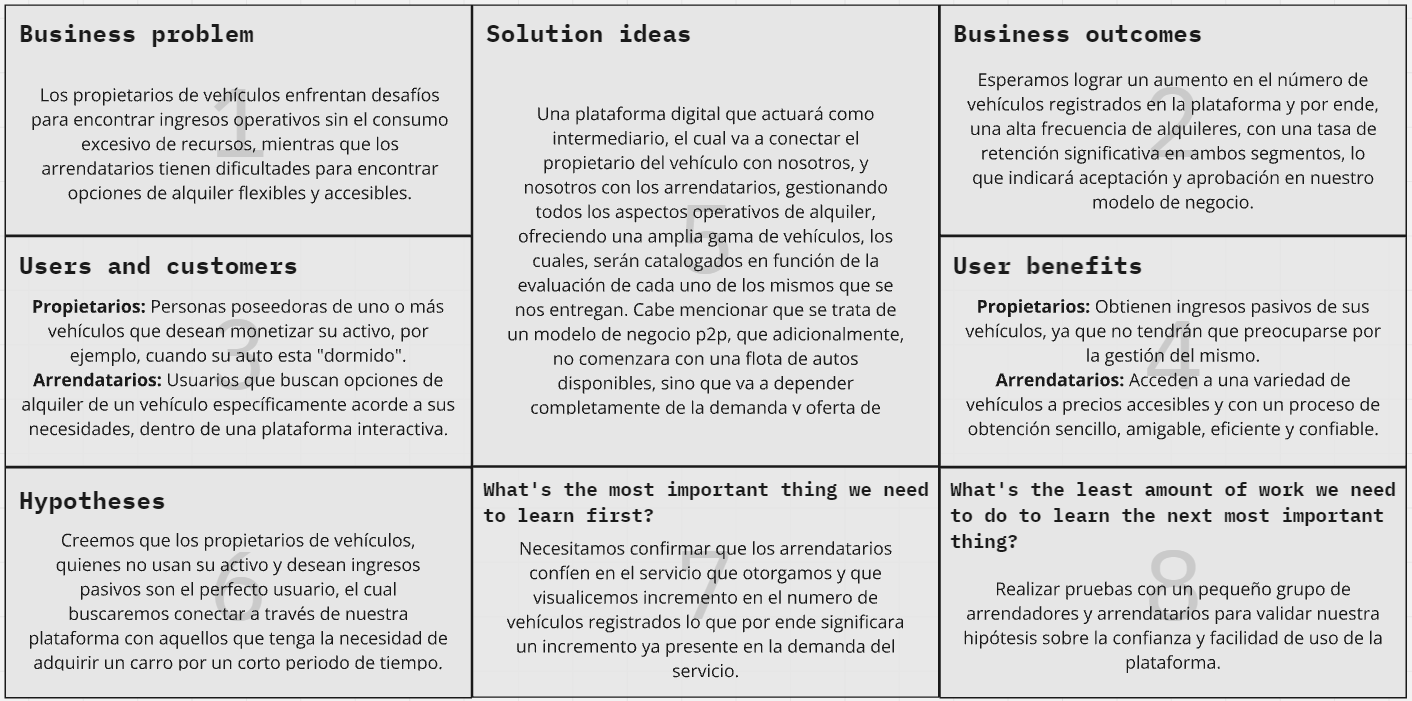 Business problem
1
Los propietarios de vehículos enfrentan desafíos
para encontrar ingresos operativos sin el consumo
excesivo de recursos, mientras que los
arrendatarios tienen dificultades para encontrar
opciones de alquiler flexibles y accesibles.
Solution ideas
5
Una plataforma digital que actuará como
intermediario, el cual va a conectar el
propietario del vehículo con nosotros, y
nosotros con los arrendatarios, gestionando
todos los aspectos operativos de alquiler,
ofreciendo una amplia gama de vehículos, los
cuales, serán catalogados en función de la
evaluación de cada uno de los mismos que se
nos entregan. Cabe mencionar que se trata de
un modelo de negocio p2p, que adicionalmente,
no comenzara con una flota de autos
disponibles, sino que va a depender
completamente de la demanda y oferta de
Business outcomes
2
Esperamos lograr un aumento en el número de
vehículos registrados en la plataforma y por ende,
una alta frecuencia de alquileres, con una tasa de
retención significativa en ambos segmentos, lo
que indicará aceptación y aprobación en nuestro
modelo de negocio.
Users and customers
3
Propietarios: Personas poseedoras de uno o más
vehículos que desean monetizar su activo, por
ejemplo, cuando su auto esta "dormido".
Arrendatarios: Usuarios que buscan opciones de
alquiler de un vehículo específicamente acorde a sus
necesidades, dentro de una plataforma interactiva.
User benefits
4
Propietarios: Obtienen ingresos pasivos de sus
vehículos, ya que no tendrán que preocuparse por
la gestión del mismo.
Arrendatarios: Acceden a una variedad de
vehículos a precios accesibles y con un proceso de
obtención sencillo, amigable, eficiente y confiable.
Hypotheses
6
Creemos que los propietarios de vehículos,
quienes no usan su activo y desean ingresos
pasivos son el perfecto usuario, el cual
buscaremos conectar a través de nuestra
plataforma con aquellos que tenga la necesidad de
adquirir un carro por un corto periodo de tiempo.
What's the most important thing we need
to learn first?
7
Necesitamos confirmar que los arrendatarios
confíen en el servicio que otorgamos y que
visualicemos incremento en el numero de
vehículos registrados lo que por ende significara
un incremento ya presente en la demanda del
servicio.
What's the least amount of work we need
to do to learn the next most important
thing?
8
Realizar pruebas con un pequeño grupo de
arrendadores y arrendatarios para validar nuestra
hipótesis sobre la confianza y facilidad de uso de la
plataforma.